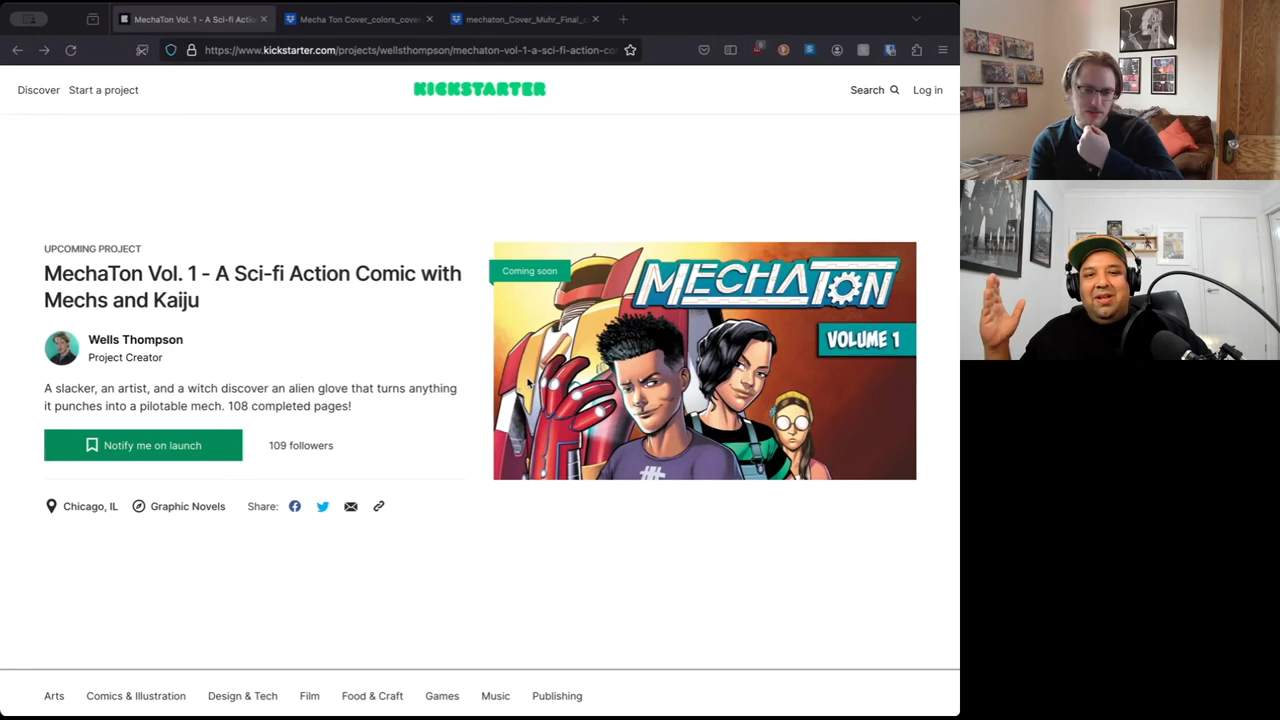 MechaTon Vol. 1 - A Sci-fi Actio
Mecha Ton Cover_colors_cover
mechaton_Cover_Muhr_Final_c
https://www.kickstarter.com/projects/wellsthompson/mechaton-vol-1-a-sci-fi-action-co
Discover
Start a project
KICKSTARTER
Search
Log in
UPCOMING PROJECT
MechaTon Vol. 1 - A Sci-fi Action Comic with
Mechs and Kaiju
Wells Thompson
Project Creator
A slacker, an artist, and a witch discover an alien glove that turns anything
it punches into a pilotable mech. 108 completed pages!
Notify me on launch
109 followers
Chicago, IL
Graphic Novels
Share:
Coming soon
MECHATON
VOLUME 1
#
Arts
Comics & Illustration
Design & Tech
Film
Food & Craft
Games
Music
Publishing